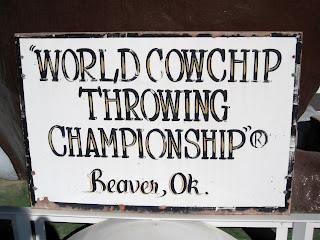 "WORLD COWCHIP
THROWING
CHAMPIONSHIP"®
Beaver, Ok.